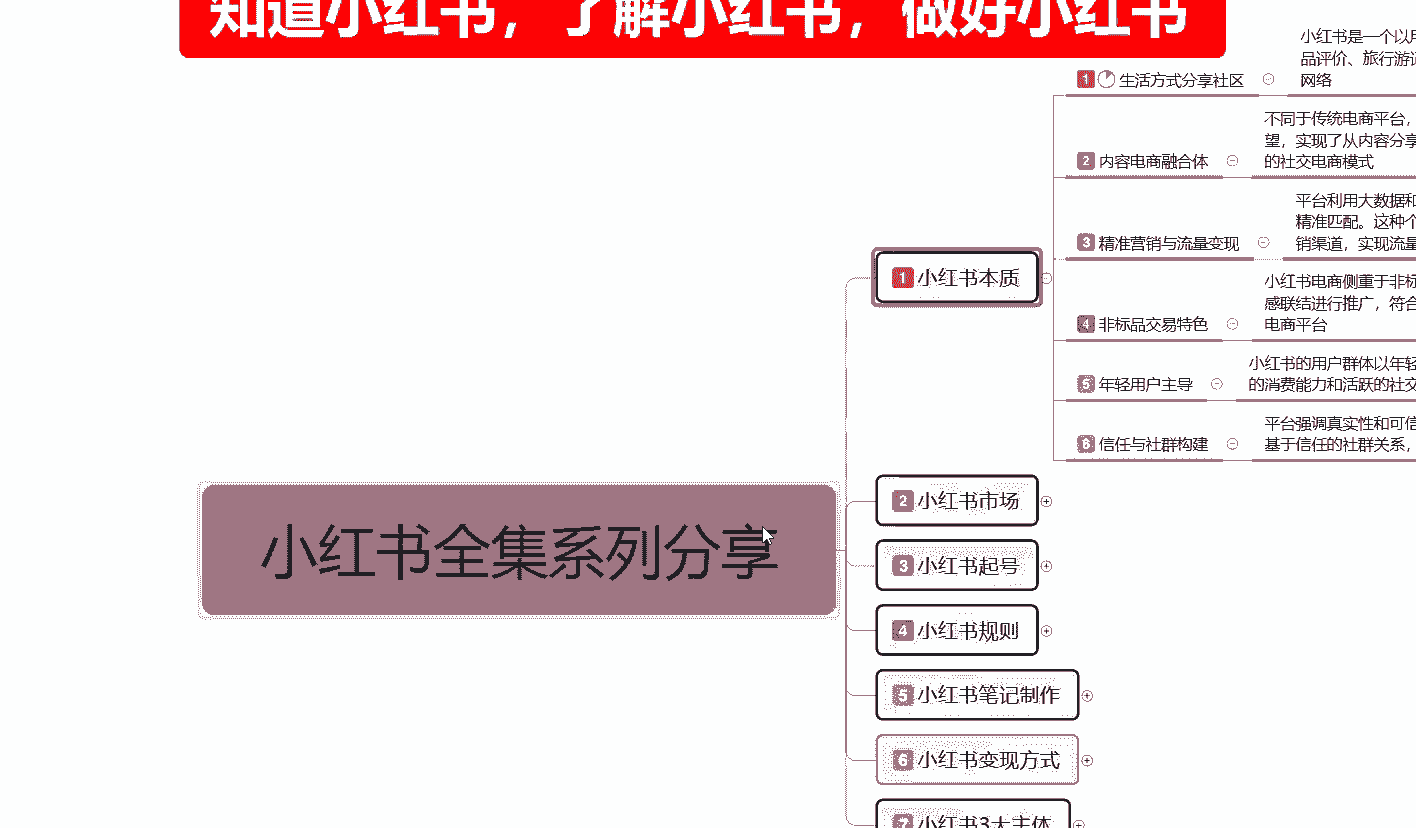 知道小红书，了解小红书，做好小红书
小红书全集系列分享
1 小红书本质
1 生活方式分享社区
小红书是一个以用
品评价、旅行游记
网络
2 内容电商融合体
不同于传统电商平台，
望，实现了从内容分享
的社交电商模式
3 精准营销与流量变现
平台利用大数据和
精准匹配。这种个
销渠道，实现流量
4 非标品交易特色
小红书电商侧重于非标
感联结进行推广，符合
电商平台
5 年轻用户主导
小红书的用户群体以年轻
的消费能力和活跃的社交
6 信任与社群构建
平台强调真实性和可信
基于信任的社群关系，
2 小红书市场
3 小红书起号
4 小红书规则
5 小红书笔记制作
6 小红书变现方式
7 小红书3大主体